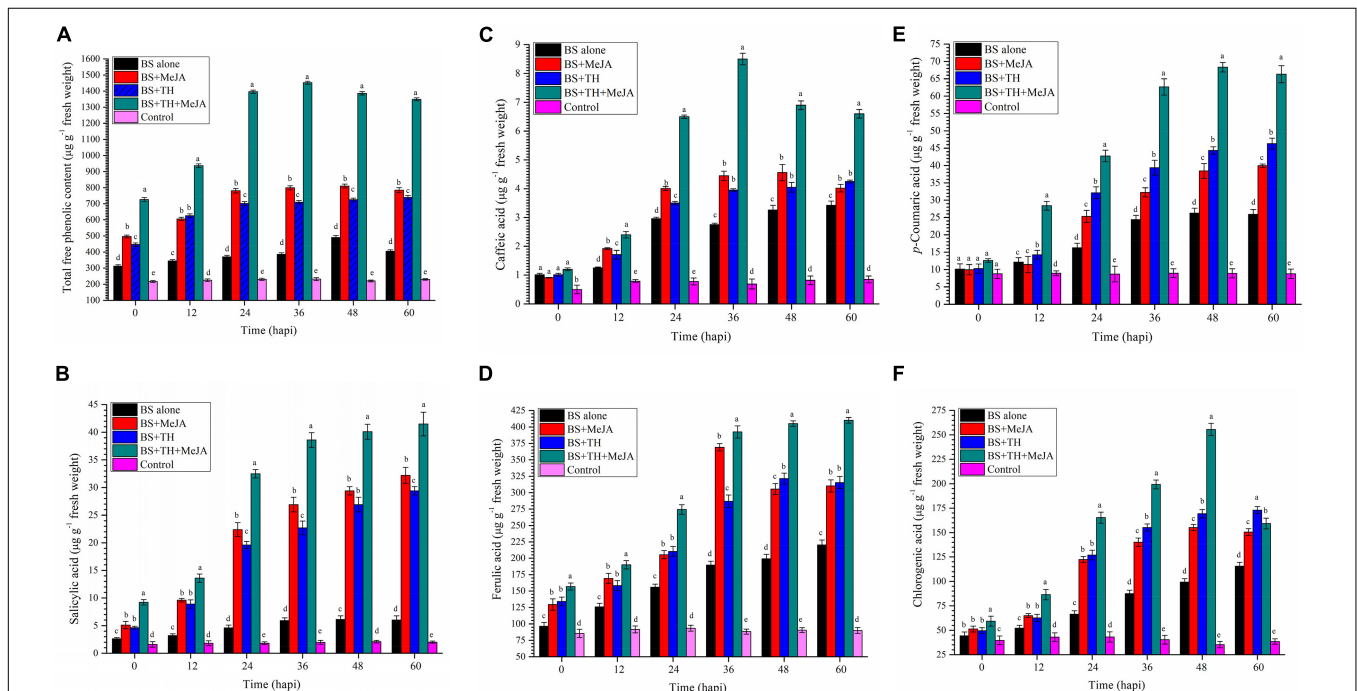 A
BS alone
BS+MeJA
BS+TH
BS+TH+MeJA
Control
Total free phenolic content (µg g⁻¹ fresh weight)
1600
1500
1400
1300
1200
1100
1000
900
800
700
600
500
400
300
200
100
d b c a e
c b b a d
d b c a e
d b c a e
d b c a e
d b c a e
0 12 24 36 48 60
Time (hapi)
C
BS alone
BS+MeJA
BS+TH
BS+TH+MeJA
Control
Caffeic acid (µg g⁻¹ fresh weight)
9
8
7
6
5
4
3
2
1
0
a a a a b
c b c a d
d b c a e
d b c a e
c b b a d
c b b a d
0 12 24 36 48 60
Time (hapi)
E
BS alone
BS+MeJA
BS+TH
BS+TH+MeJA
Control
p-Coumaric acid (µg g⁻¹ fresh weight)
75
70
65
60
55
50
45
40
35
30
25
20
15
10
5
0
a a a a a
c c b a d
d c b a e
d c b a e
d c b a e
d c b a e
0 12 24 36 48 60
Time (hapi)
B
BS alone
BS+MeJA
BS+TH
BS+TH+MeJA
Control
Salicylic acid (µg g⁻¹ fresh weight)
45
40
35
30
25
20
15
10
5
0
c b b a c
c b b a c
d b c a e
d b c a e
c b b a d
c b b a e
0 12 24 36 48 60
Time (hapi)
D
BS alone
BS+MeJA
BS+TH
BS+TH+MeJA
Control
Ferulic acid (µg g⁻¹ fresh weight)
425
400
375
350
325
300
275
250
225
200
175
150
125
100
75
50
c b b a c
c b b a d
c b b a d
d b c a e
c b b a d
c b b a d
0 12 24 36 48 60
Time (hapi)
F
BS alone
BS+MeJA
BS+TH
BS+TH+MeJA
Control
Chlorogenic acid (µg g⁻¹ fresh weight)
275
250
225
200
175
150
125
100
75
50
25
b b b a c
c b b a d
c b b a d
d c b a e
d c b a e
d c a b e
0 12 24 36 48 60
Time (hapi)